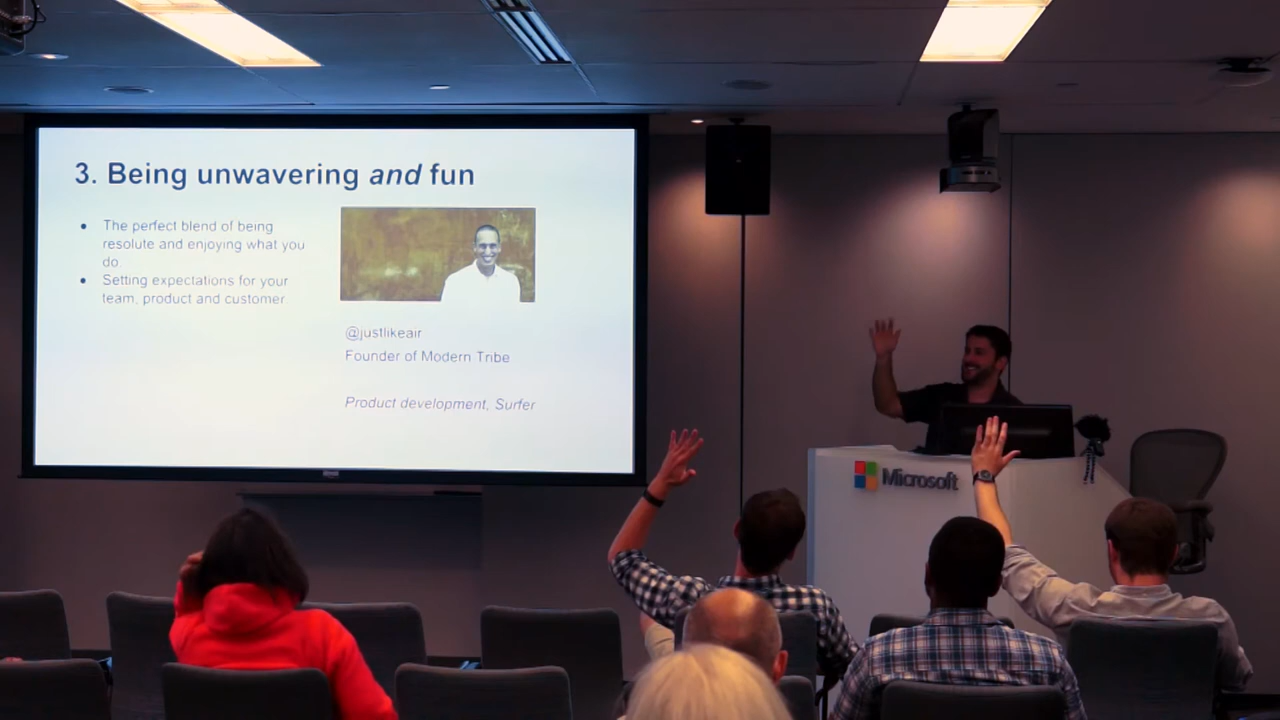 3. Being unwavering and fun
● The perfect blend of being
resolute and enjoying what you
do.
● Setting expectations for your
team, product and customer
@justlikeair
Founder of Modern Tribe
Product development, Surfer
Microsoft